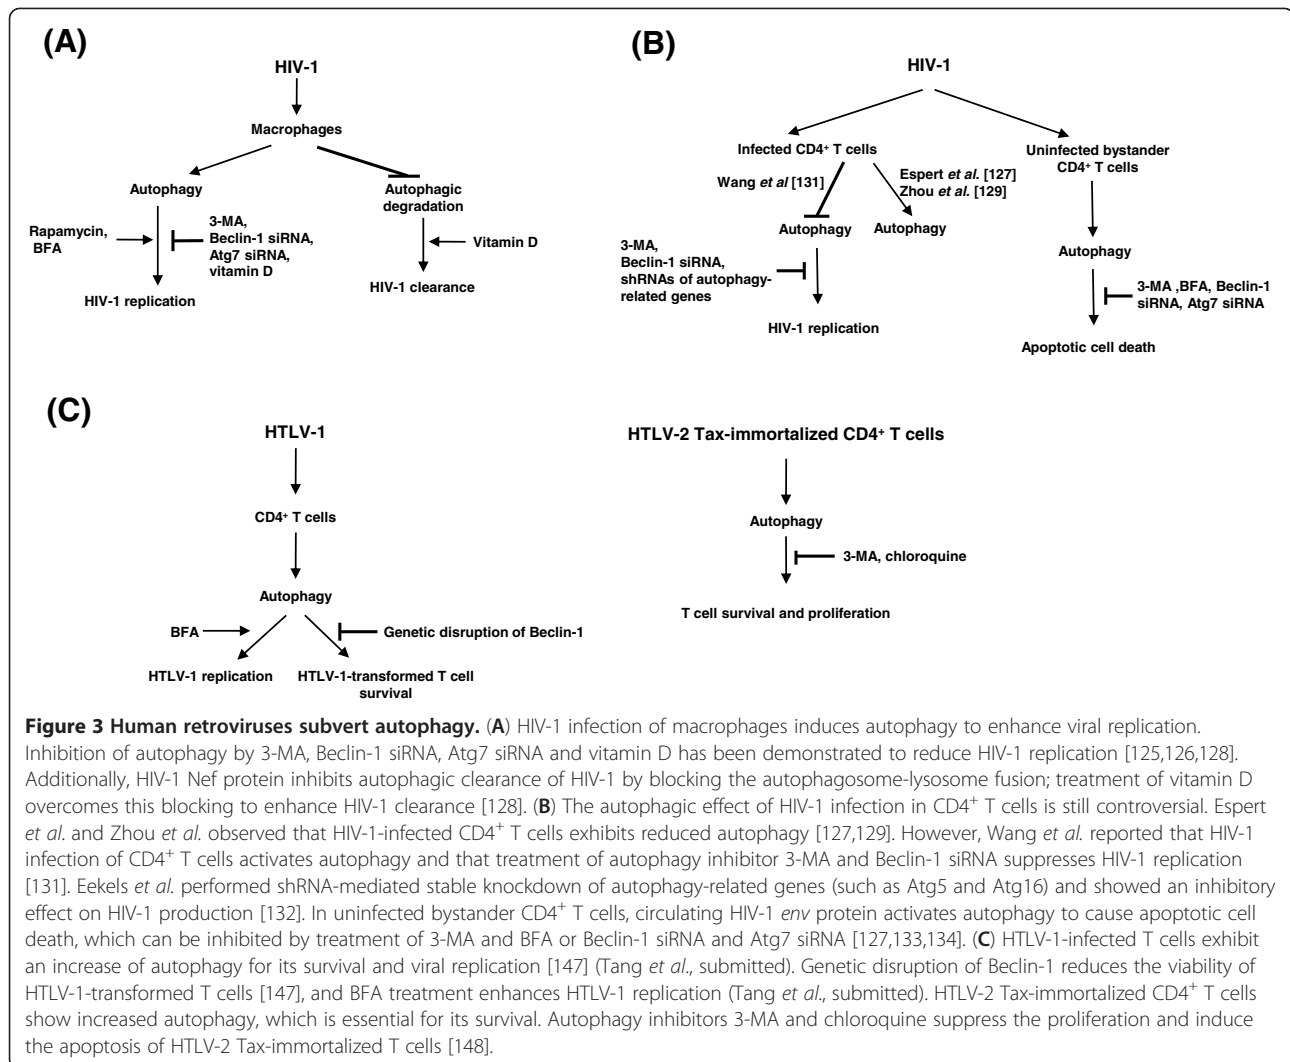 (A)
HIV-1
Macrophages
Autophagy
Autophagic
degradation
Rapamycin,
BFA
3-MA,
Beclin-1 siRNA,
Atg7 siRNA,
vitamin D
Vitamin D
HIV-1 replication
HIV-1 clearance
(B)
HIV-1
Infected CD4⁺ T cells
Uninfected bystander
CD4⁺ T cells
Wang et al [131]
Espert et al. [127]
Zhou et al. [129]
Autophagy
Autophagy
Autophagy
3-MA,
Beclin-1 siRNA,
shRNAs of autophagy-
related genes
3-MA ,BFA, Beclin-1
siRNA, Atg7 siRNA
HIV-1 replication
Apoptotic cell death
(C)
HTLV-1
CD4⁺ T cells
Autophagy
BFA
Genetic disruption of Beclin-1
HTLV-1 replication
HTLV-1-transformed T cell
survival
HTLV-2 Tax-immortalized CD4⁺ T cells
Autophagy
3-MA, chloroquine
T cell survival and proliferation
Figure 3 Human retroviruses subvert autophagy. (A) HIV-1 infection of macrophages induces autophagy to enhance viral replication.
Inhibition of autophagy by 3-MA, Beclin-1 siRNA, Atg7 siRNA and vitamin D has been demonstrated to reduce HIV-1 replication [125,126,128].
Additionally, HIV-1 Nef protein inhibits autophagic clearance of HIV-1 by blocking the autophagosome-lysosome fusion; treatment of vitamin D
overcomes this blocking to enhance HIV-1 clearance [128]. (B) The autophagic effect of HIV-1 infection in CD4⁺ T cells is still controversial. Espert
et al. and Zhou et al. observed that HIV-1-infected CD4⁺ T cells exhibits reduced autophagy [127,129]. However, Wang et al. reported that HIV-1
infection of CD4⁺ T cells activates autophagy and that treatment of autophagy inhibitor 3-MA and Beclin-1 siRNA suppresses HIV-1 replication
[131]. Eekels et al. performed shRNA-mediated stable knockdown of autophagy-related genes (such as Atg5 and Atg16) and showed an inhibitory
effect on HIV-1 production [132]. In uninfected bystander CD4⁺ T cells, circulating HIV-1 env protein activates autophagy to cause apoptotic cell
death, which can be inhibited by treatment of 3-MA and BFA or Beclin-1 siRNA and Atg7 siRNA [127,133,134]. (C) HTLV-1-infected T cells exhibit
an increase of autophagy for its survival and viral replication [147] (Tang et al., submitted). Genetic disruption of Beclin-1 reduces the viability of
HTLV-1-transformed T cells [147], and BFA treatment enhances HTLV-1 replication (Tang et al., submitted). HTLV-2 Tax-immortalized CD4⁺ T cells
show increased autophagy, which is essential for its survival. Autophagy inhibitors 3-MA and chloroquine suppress the proliferation and induce
the apoptosis of HTLV-2 Tax-immortalized T cells [148].